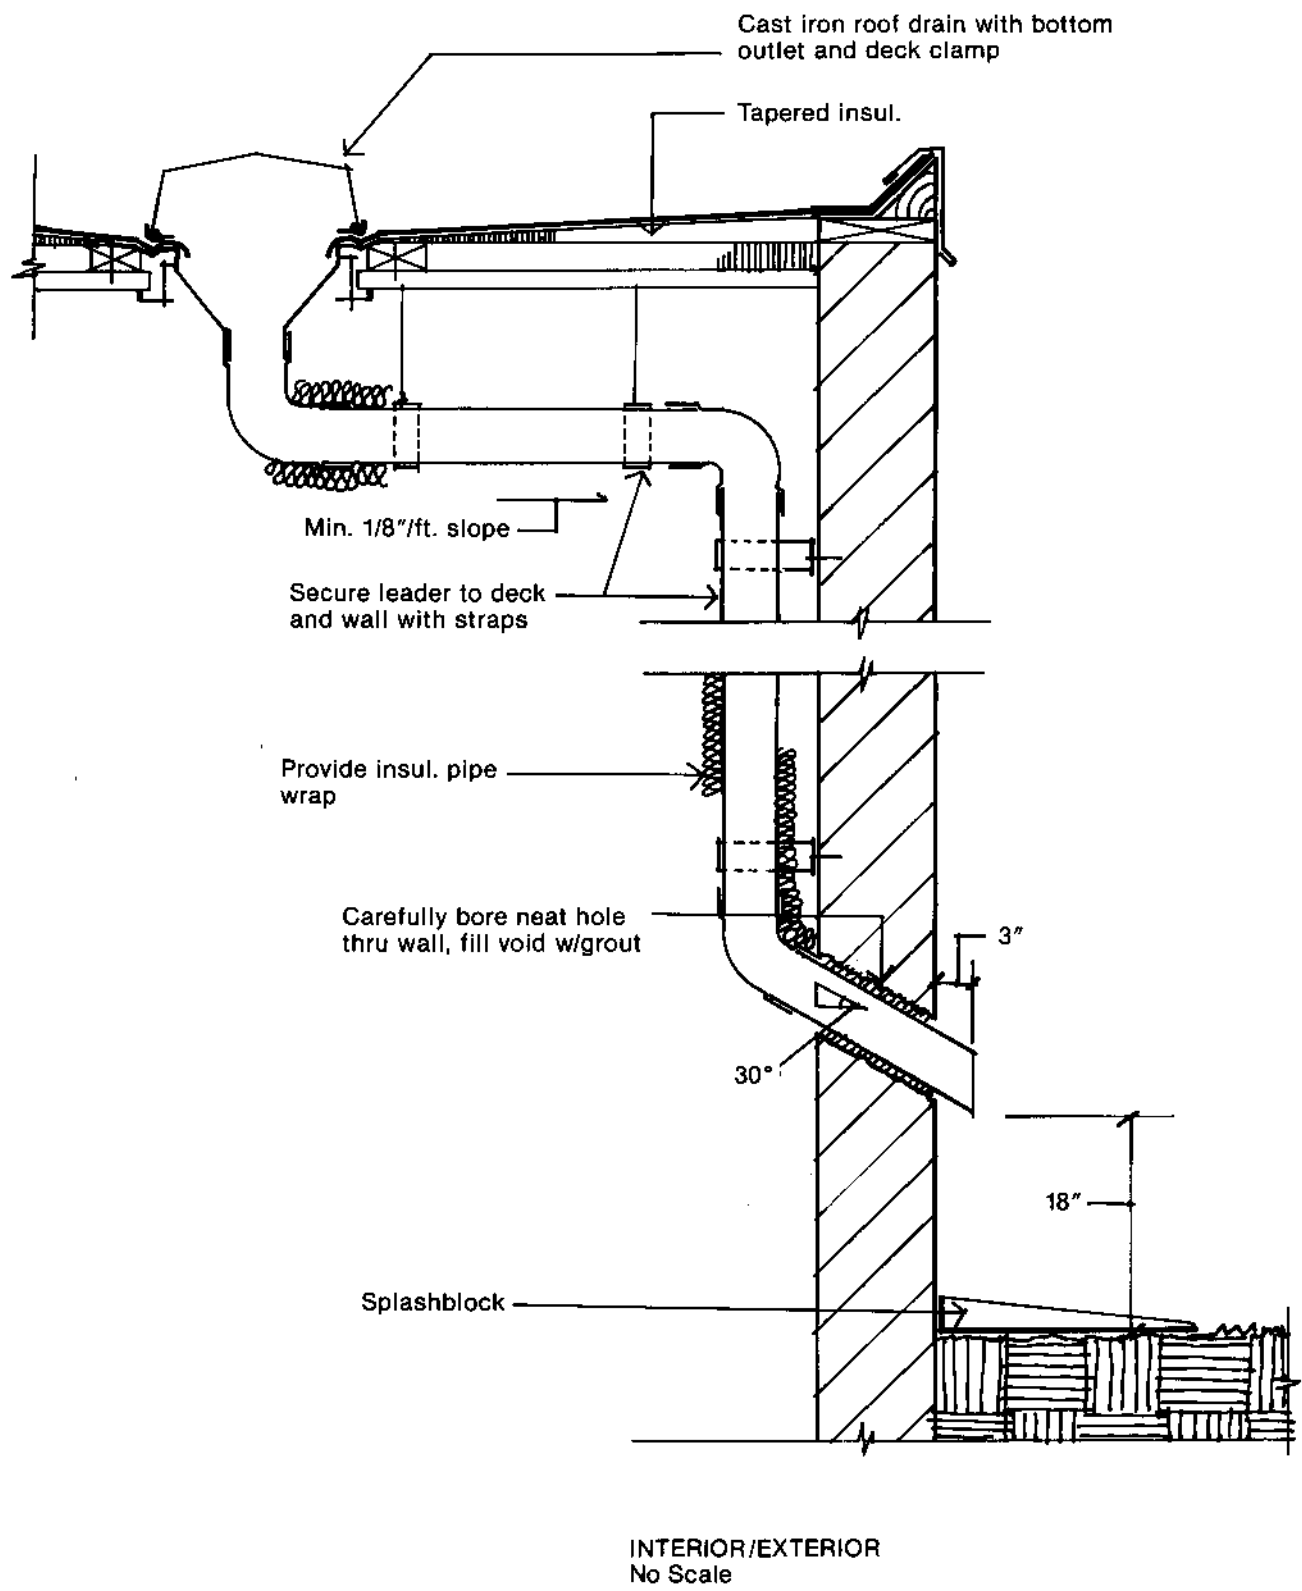 Cast iron roof drain with bottom
outlet and deck clamp
Tapered insul.
Min. 1/8"/ft. slope
Secure leader to deck
and wall with straps
Provide insul. pipe
wrap
Carefully bore neat hole
thru wall, fill void w/grout
3"
30°
18"
Splashblock
INTERIOR/EXTERIOR
No Scale